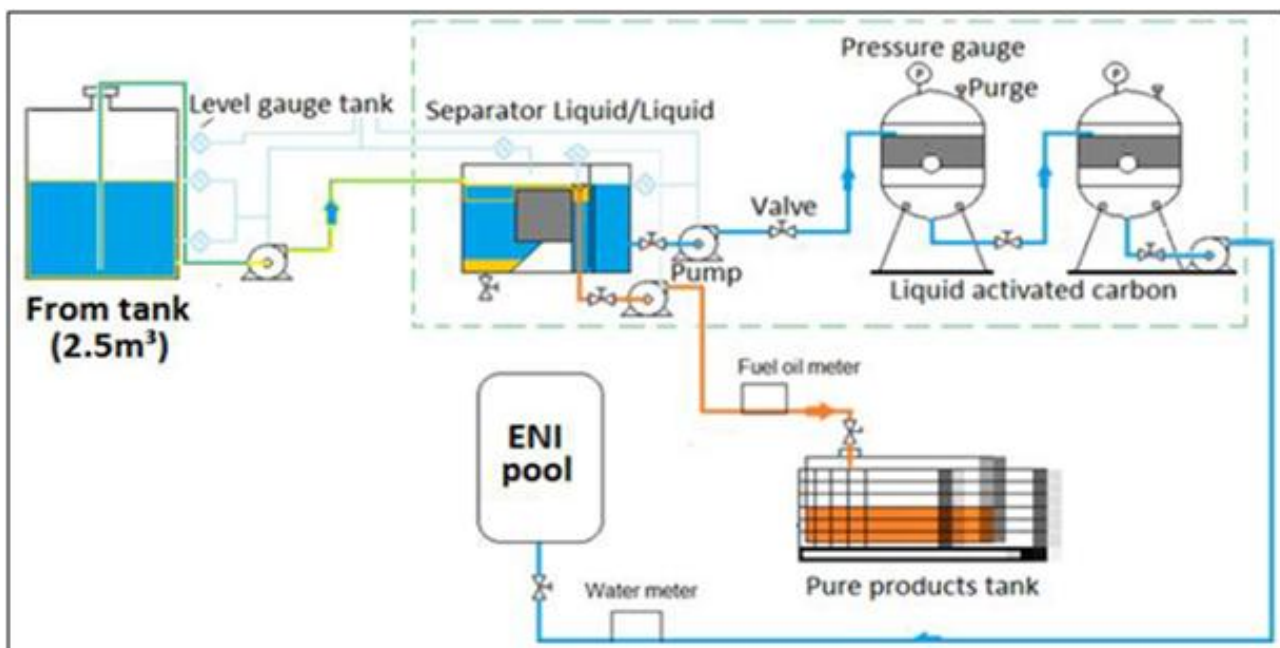 Pressure gauge
Purge
Level gauge tank
Separator Liquid/Liquid
P
P
Valve
Pump
Liquid activated carbon
From tank
(2.5m³)
Fuel oil meter
ENI
pool
Pure products tank
Water meter